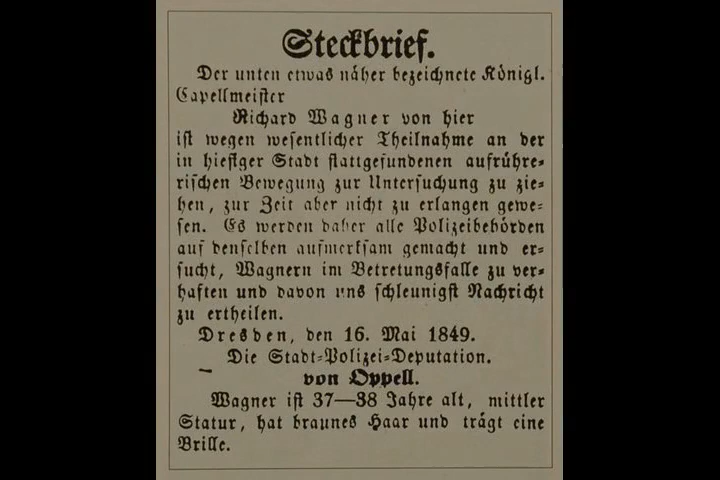 Steckbrief.
Der unten etwas näher bezeichnete Königl.
Capellmeister
Richard Wagner von hier
ist wegen wesentlicher Theilnahme an der
in hiesiger Stadt stattgefundenen aufrühre-
rischen Bewegung zur Untersuchung zu zie-
hen, zur Zeit aber nicht zu erlangen gewe-
sen. Es werden daher alle Polizeibehörden
auf denselben aufmerksam gemacht und er-
sucht, Wagnern im Betretungsfalle zu ver-
haften und davon uns schleunigst Nachricht
zu ertheilen.
Dresden, den 16. Mai 1849.
Die Stadt-Polizei-Deputation.
von Oppell.
Wagner ist 37—38 Jahre alt, mittler
Statur, hat braunes Haar und trägt eine
Brille.